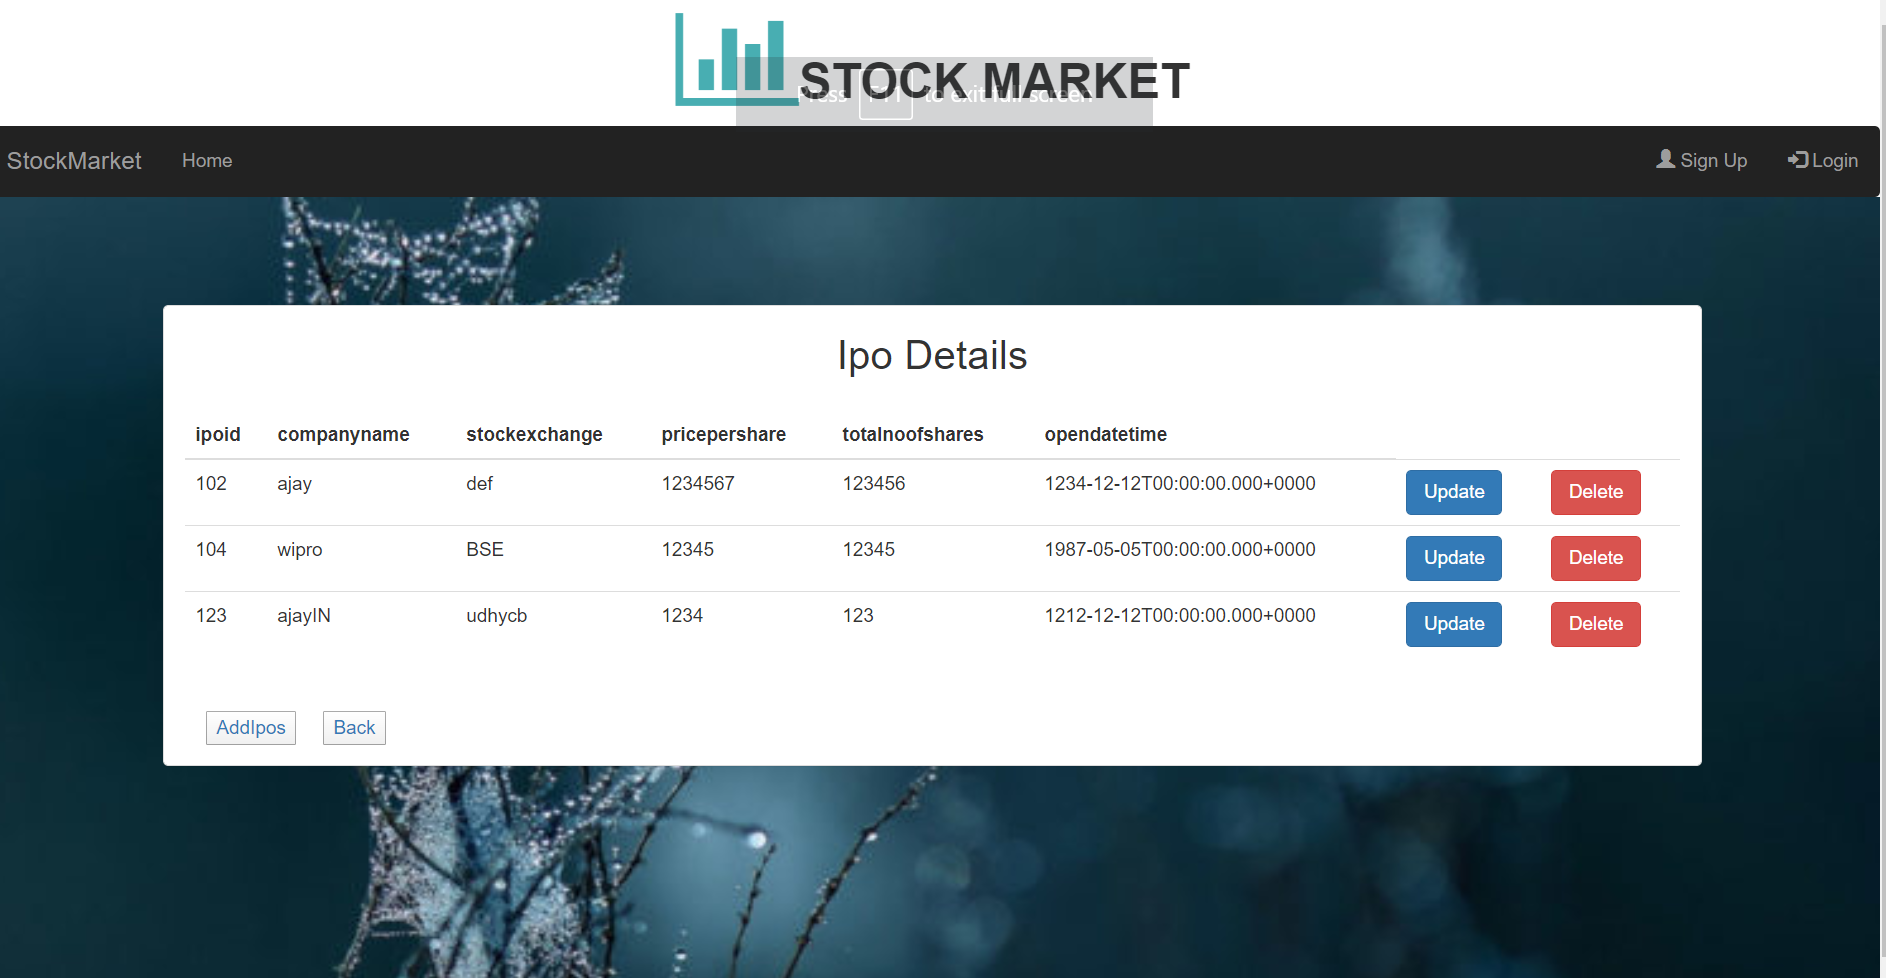 STOCK MARKET
Press F11 to exit full screen
StockMarket Home Sign Up Login
Ipo Details
ipoid companyname stockexchange pricepershare totalnoofshares opendatetime
102 ajay def 1234567 123456 1234-12-12T00:00:00.000+0000 Update Delete
104 wipro BSE 12345 12345 1987-05-05T00:00:00.000+0000 Update Delete
123 ajayIN udhycb 1234 123 1212-12-12T00:00:00.000+0000 Update Delete
AddIpos Back